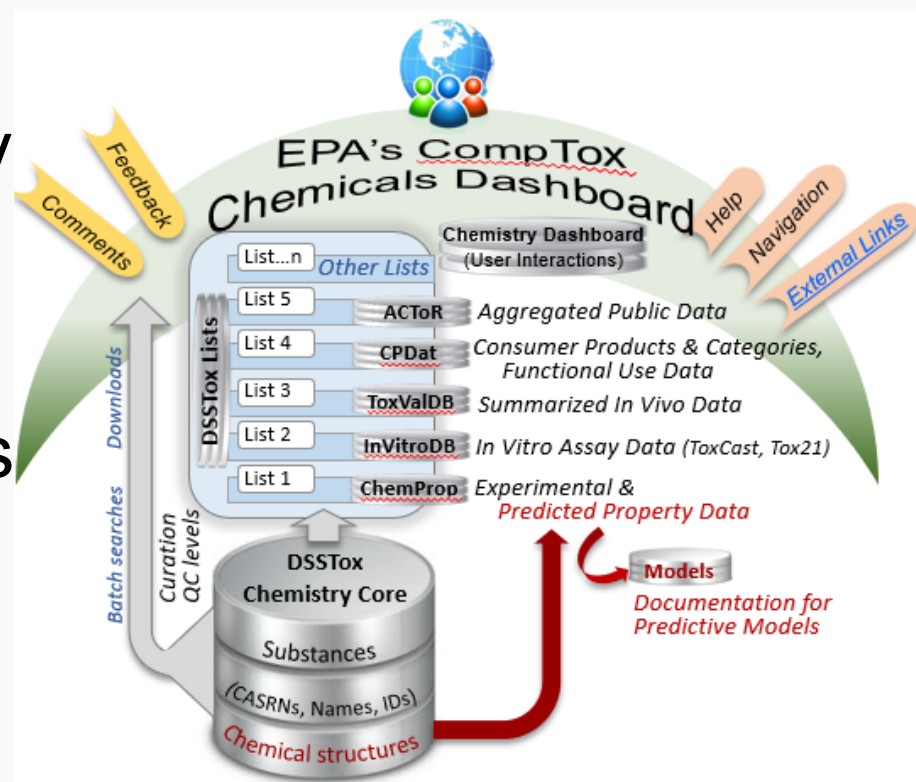 y
s
EPA's CompTox
Chemicals Dashboard
Feedback
Comments
Help
Navigation
External Links
Chemistry Dashboard
(User Interactions)
List...n
Other Lists
DSSTox Lists
List 5
ACToR
Aggregated Public Data
List 4
CPDat
Consumer Products & Categories,
Functional Use Data
List 3
ToxValDB
Summarized In Vivo Data
List 2
InVitroDB
In Vitro Assay Data (ToxCast, Tox21)
List 1
ChemProp
Experimental &
Predicted Property Data
Models
Documentation for
Predictive Models
Downloads
Batch searches
Curation
QC levels
DSSTox
Chemistry Core
Substances
(CASRNs, Names, IDs)
Chemical structures